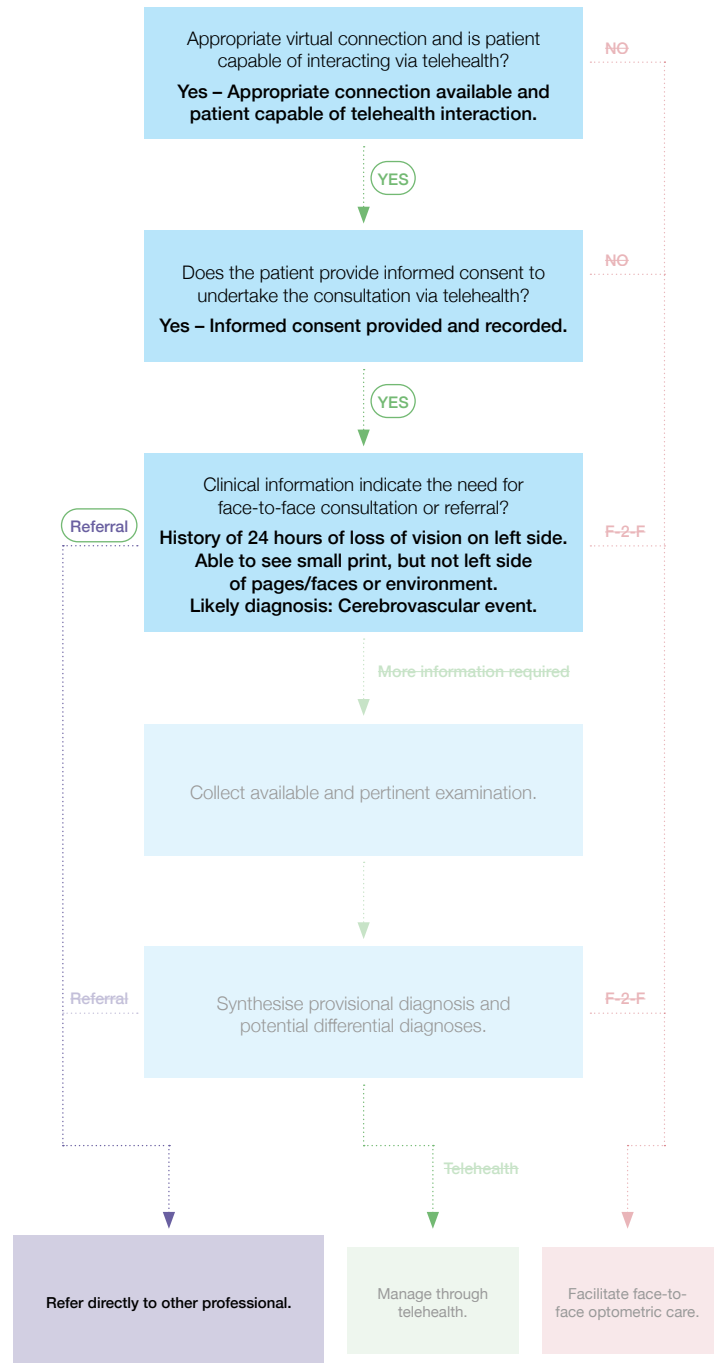 Appropriate virtual connection and is patient
capable of interacting via telehealth?
Yes – Appropriate connection available and
patient capable of telehealth interaction.
NO
YES
Does the patient provide informed consent to
undertake the consultation via telehealth?
Yes – Informed consent provided and recorded.
NO
YES
Clinical information indicate the need for
face-to-face consultation or referral?
History of 24 hours of loss of vision on left side.
Able to see small print, but not left side
of pages/faces or environment.
Likely diagnosis: Cerebrovascular event.
Referral
F-2-F
More information required
Collect available and pertinent examination.
Referral
Synthesise provisional diagnosis and
potential differential diagnoses.
F-2-F
Telehealth
Refer directly to other professional.
Manage through
telehealth.
Facilitate face-to-
face optometric care.